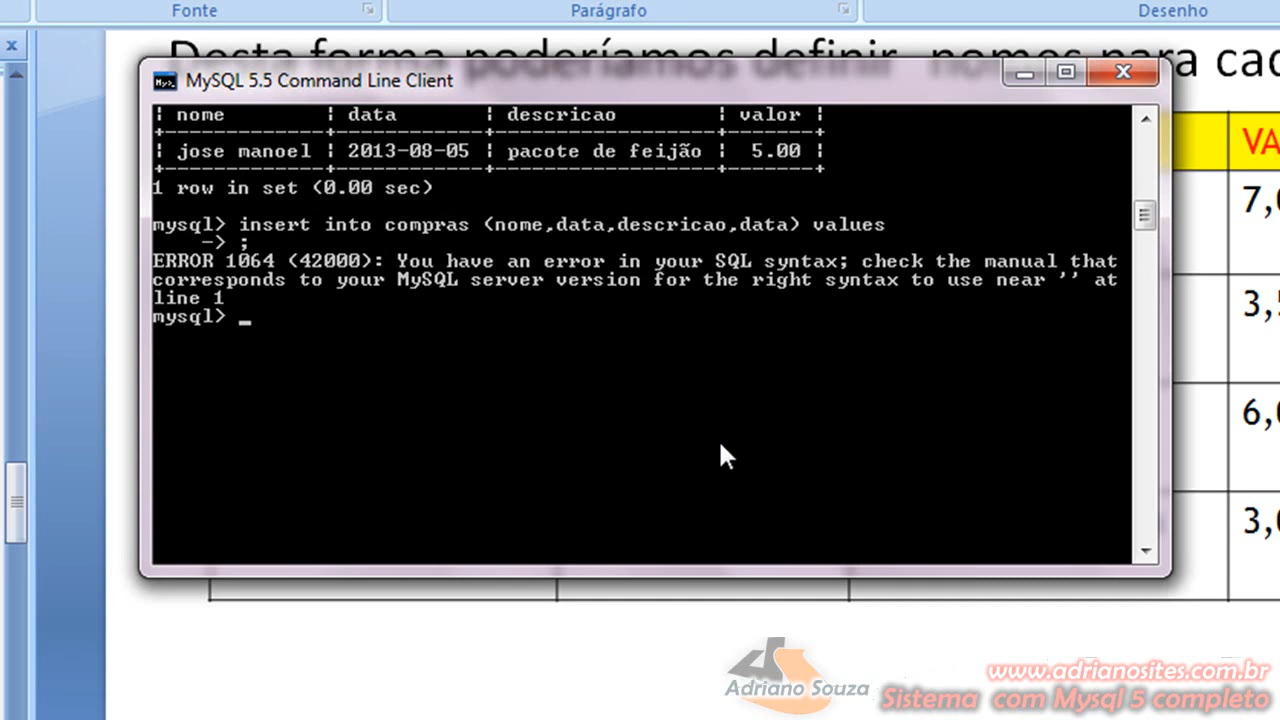 Fonte
Parágrafo
Desenho
Desta forma poderíamos definir nomes para cad
MySQL 5.5 Command Line Client
| nome | data | descricao | valor |
+--------------+-------------+-------------------+-------+
| jose manoel | 2013-08-05 | pacote de feijão | 5.00 |
+--------------+-------------+-------------------+-------+
1 row in set (0.00 sec)
mysql> insert into compras (nome,data,descricao,data) values
-> ;
ERROR 1064 (42000): You have an error in your SQL syntax; check the manual that
corresponds to your MySQL server version for the right syntax to use near '' at
line 1
mysql> _
VA
7,0
3,5
6,0
3,0
Adriano Souza
www.adrianosites.com.br
Sistema com Mysql 5 completo